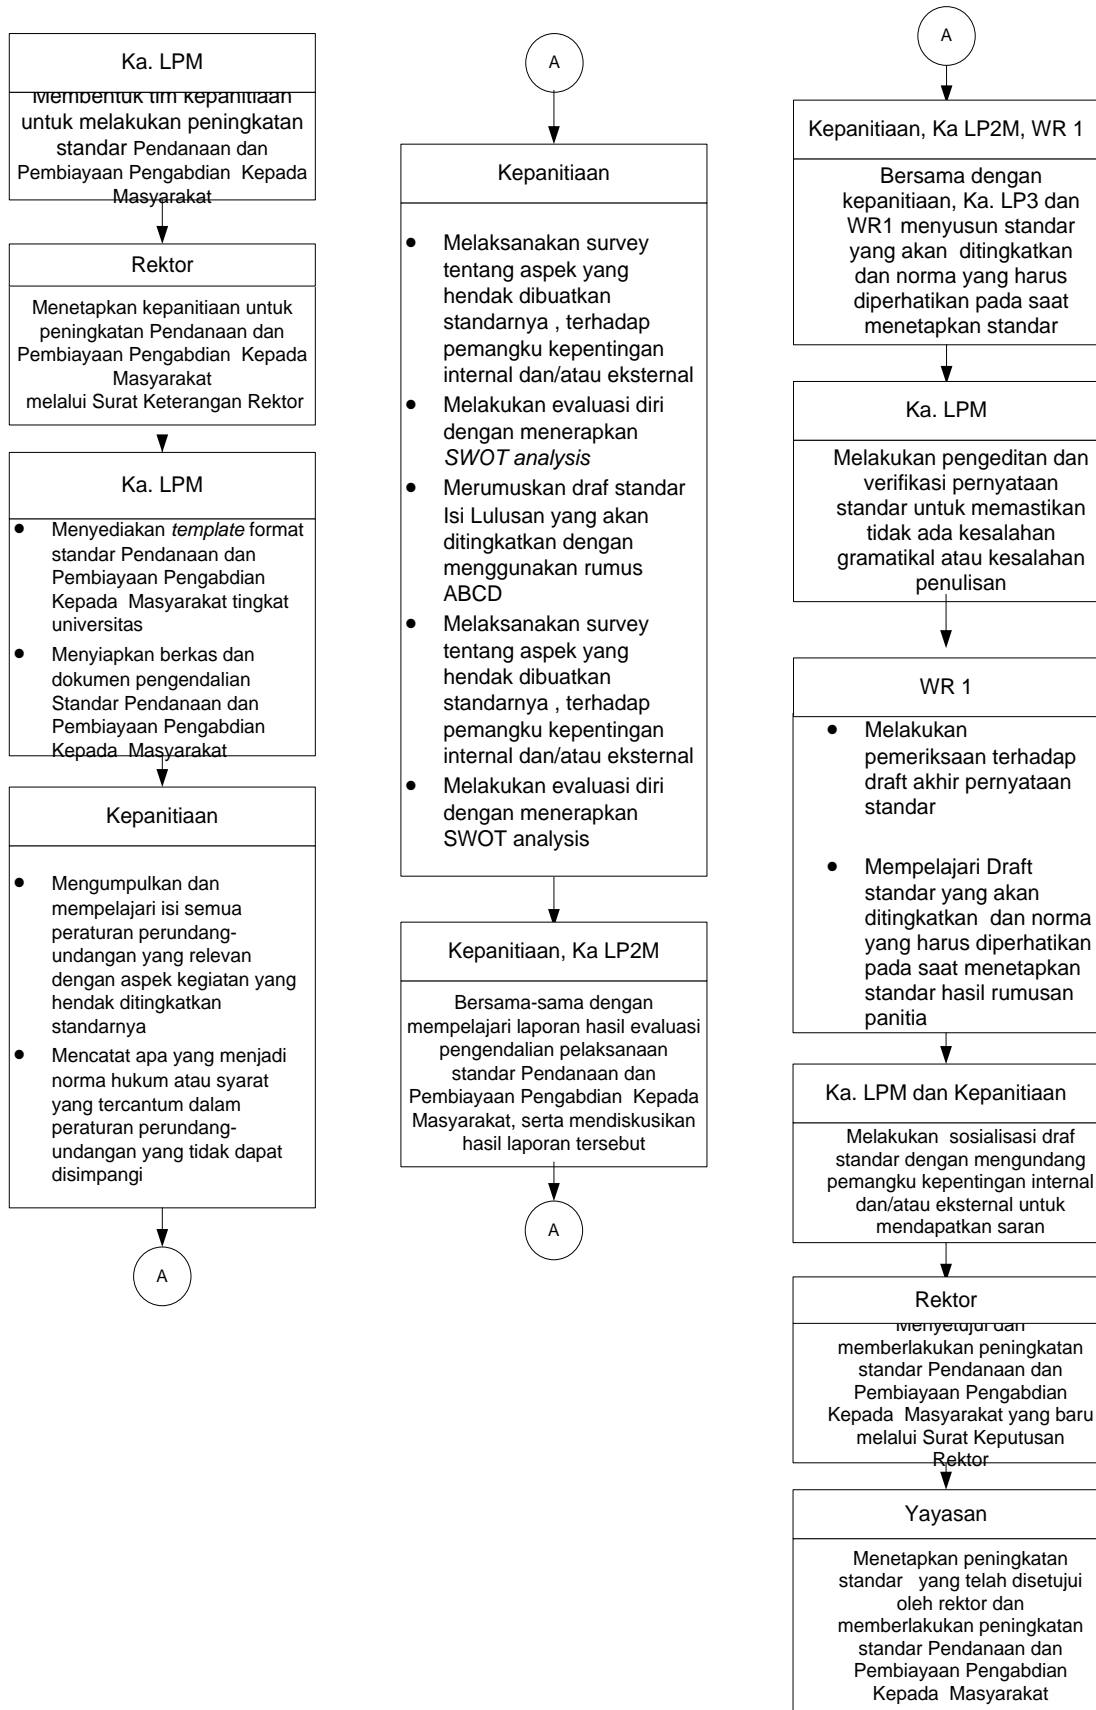 Ka. LPM
Membentuk tim kepanitiaan
untuk melakukan peningkatan
standar Pendanaan dan
Pembiayaan Pengabdian Kepada
Masyarakat
Rektor
Menetapkan kepanitiaan untuk
peningkatan Pendanaan dan
Pembiayaan Pengabdian Kepada
Masyarakat
melalui Surat Keterangan Rektor
Ka. LPM
● Menyediakan template format
standar Pendanaan dan
Pembiayaan Pengabdian
Kepada Masyarakat tingkat
universitas
● Menyiapkan berkas dan
dokumen pengendalian
Standar Pendanaan dan
Pembiayaan Pengabdian
Kepada Masyarakat
Kepanitiaan
● Mengumpulkan dan
mempelajari isi semua
peraturan perundang-
undangan yang relevan
dengan aspek kegiatan yang
hendak ditingkatkan
standarnya
● Mencatat apa yang menjadi
norma hukum atau syarat
yang tercantum dalam
peraturan perundang-
undangan yang tidak dapat
disimpangi
A
A
Kepanitiaan
● Melaksanakan survey
tentang aspek yang
hendak dibuatkan
standarnya , terhadap
pemangku kepentingan
internal dan/atau eksternal
● Melakukan evaluasi diri
dengan menerapkan
SWOT analysis
● Merumuskan draf standar
Isi Lulusan yang akan
ditingkatkan dengan
menggunakan rumus
ABCD
● Melaksanakan survey
tentang aspek yang
hendak dibuatkan
standarnya , terhadap
pemangku kepentingan
internal dan/atau eksternal
● Melakukan evaluasi diri
dengan menerapkan
SWOT analysis
Kepanitiaan, Ka LP2M
Bersama-sama dengan
mempelajari laporan hasil evaluasi
pengendalian pelaksanaan
standar Pendanaan dan
Pembiayaan Pengabdian Kepada
Masyarakat, serta mendiskusikan
hasil laporan tersebut
A
A
Kepanitiaan, Ka LP2M, WR 1
Bersama dengan
kepanitiaan, Ka. LP3 dan
WR1 menyusun standar
yang akan ditingkatkan
dan norma yang harus
diperhatikan pada saat
menetapkan standar
Ka. LPM
Melakukan pengeditan dan
verifikasi pernyataan
standar untuk memastikan
tidak ada kesalahan
gramatikal atau kesalahan
penulisan
WR 1
● Melakukan
pemeriksaan terhadap
draft akhir pernyataan
standar
● Mempelajari Draft
standar yang akan
ditingkatkan dan norma
yang harus diperhatikan
pada saat menetapkan
standar hasil rumusan
panitia
Ka. LPM dan Kepanitiaan
Melakukan sosialisasi draf
standar dengan mengundang
pemangku kepentingan internal
dan/atau eksternal untuk
mendapatkan saran
Rektor
Menyetujui dan
memberlakukan peningkatan
standar Pendanaan dan
Pembiayaan Pengabdian
Kepada Masyarakat yang baru
melalui Surat Keputusan
Rektor
Yayasan
Menetapkan peningkatan
standar yang telah disetujui
oleh rektor dan
memberlakukan peningkatan
standar Pendanaan dan
Pembiayaan Pengabdian
Kepada Masyarakat